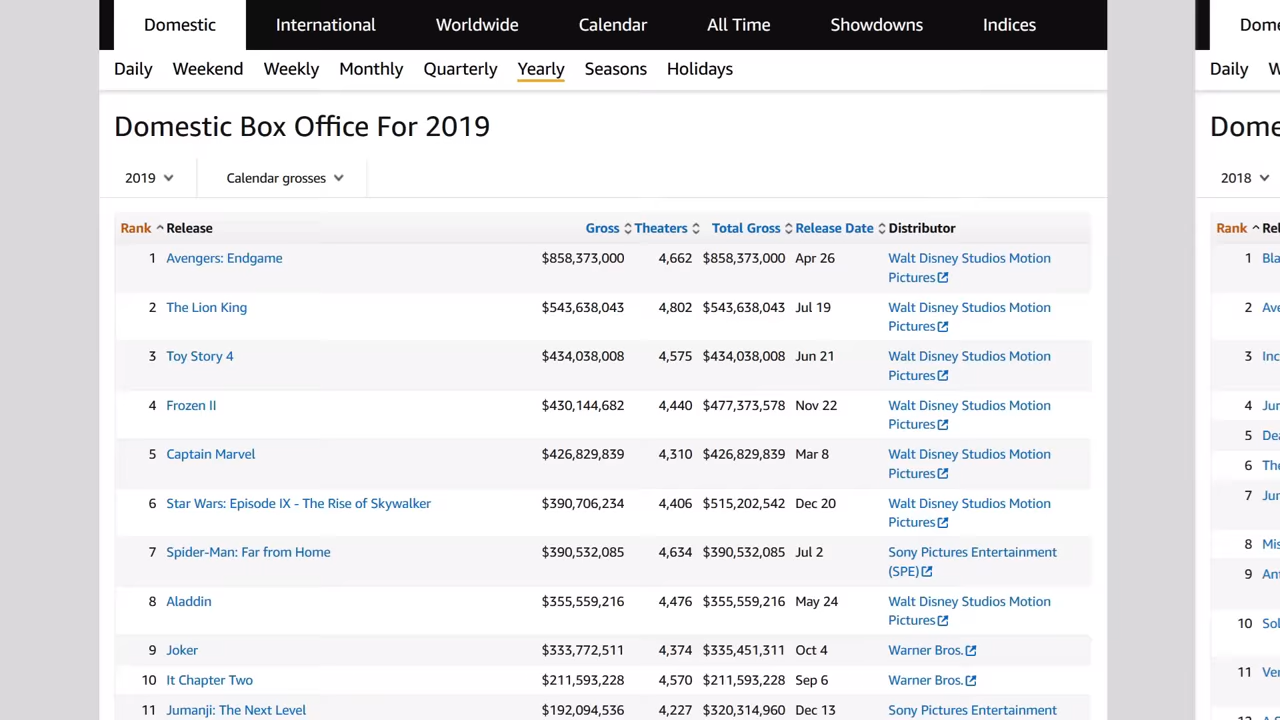 Domestic International Worldwide Calendar All Time Showdowns Indices
Daily Weekend Weekly Monthly Quarterly Yearly Seasons Holidays
Domestic Box Office For 2019
2019 Calendar grosses
Rank Release Gross Theaters Total Gross Release Date Distributor
1 Avengers: Endgame $858,373,000 4,662 $858,373,000 Apr 26 Walt Disney Studios Motion
Pictures
2 The Lion King $543,638,043 4,802 $543,638,043 Jul 19 Walt Disney Studios Motion
Pictures
3 Toy Story 4 $434,038,008 4,575 $434,038,008 Jun 21 Walt Disney Studios Motion
Pictures
4 Frozen II $430,144,682 4,440 $477,373,578 Nov 22 Walt Disney Studios Motion
Pictures
5 Captain Marvel $426,829,839 4,310 $426,829,839 Mar 8 Walt Disney Studios Motion
Pictures
6 Star Wars: Episode IX - The Rise of Skywalker $390,706,234 4,406 $515,202,542 Dec 20 Walt Disney Studios Motion
Pictures
7 Spider-Man: Far from Home $390,532,085 4,634 $390,532,085 Jul 2 Sony Pictures Entertainment
(SPE)
8 Aladdin $355,559,216 4,476 $355,559,216 May 24 Walt Disney Studios Motion
Pictures
9 Joker $333,772,511 4,374 $335,451,311 Oct 4 Warner Bros.
10 It Chapter Two $211,593,228 4,570 $211,593,228 Sep 6 Warner Bros.
11 Jumanji: The Next Level $192,094,536 4,227 $320,314,960 Dec 13 Sony Pictures Entertainment
Daily
2018
Rank
1
2
3
4
5
6
7
8
9
10
11